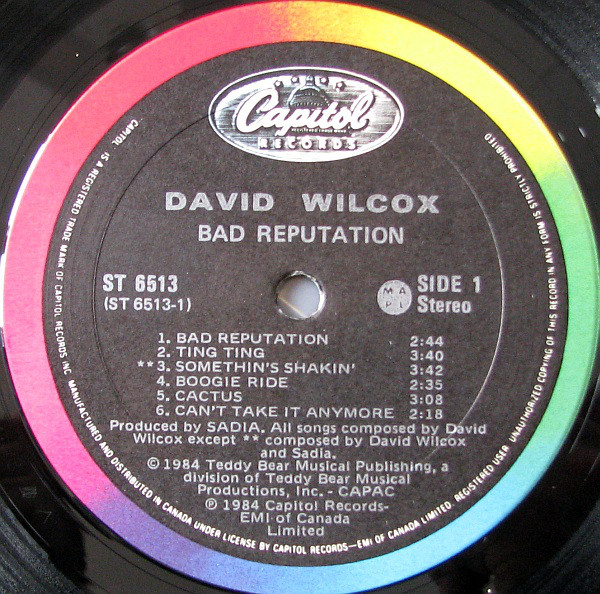 Capitol
REGISTERED TRADE MARK
RECORDS
DAVID WILCOX
BAD REPUTATION
ST 6513
(ST 6513-1)
M A
P L
SIDE 1
Stereo
1. BAD REPUTATION 2:44
2. TING TING 3:40
**3. SOMETHIN'S SHAKIN' 3:42
4. BOOGIE RIDE 2:35
5. CACTUS 3:08
6. CAN'T TAKE IT ANYMORE 2:18
Produced by SADIA. All songs composed by David
Wilcox except ** composed by David Wilcox
and Sadia.
© 1984 Teddy Bear Musical Publishing, a
division of Teddy Bear Musical
Productions, Inc. - CAPAC
℗ 1984 Capitol Records-
EMI of Canada
Limited
CAPITOL IS A REGISTERED TRADE MARK OF CAPITOL RECORDS INC. MANUFACTURED AND DISTRIBUTED IN CANADA UNDER LICENSE BY CAPITOL RECORDS—EMI OF CANADA LIMITED. REGISTERED USER. UNAUTHORIZED COPYING OF THIS RECORD IN ANY FORM IS STRICTLY PROHIBITED